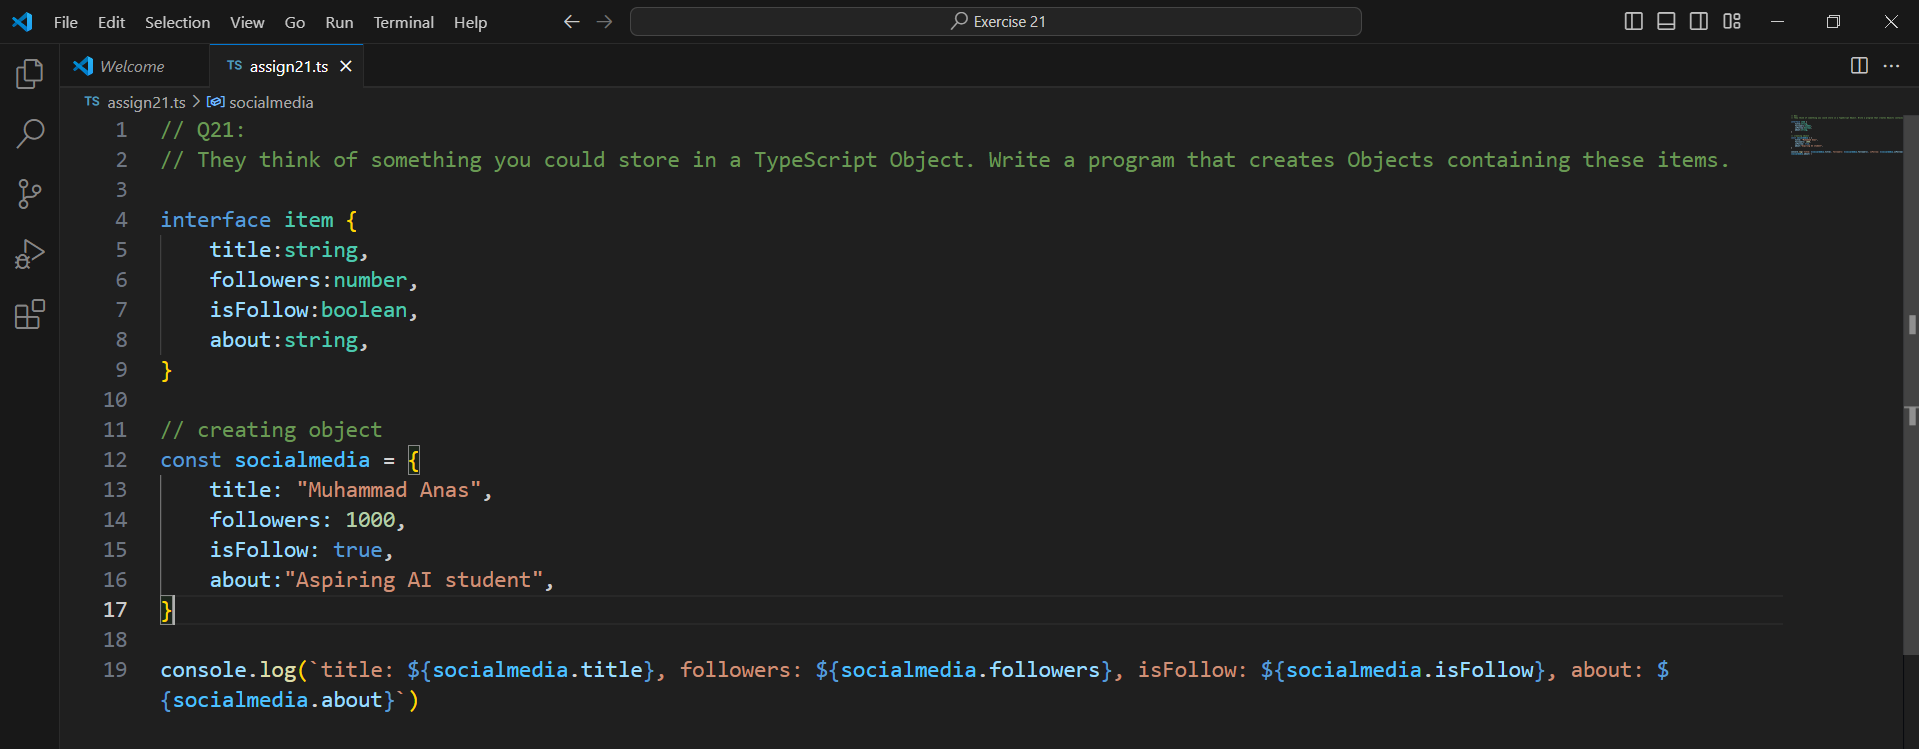 File Edit Selection View Go Run Terminal Help Exercise 21
Welcome TS assign21.ts
TS assign21.ts > socialmedia
1 // Q21:
2 // They think of something you could store in a TypeScript Object. Write a program that creates Objects containing these items.
3
4 interface item {
5 title:string,
6 followers:number,
7 isFollow:boolean,
8 about:string,
9 }
10
11 // creating object
12 const socialmedia = {
13 title: "Muhammad Anas",
14 followers: 1000,
15 isFollow: true,
16 about:"Aspiring AI student",
17 }
18
19 console.log(`title: ${socialmedia.title}, followers: ${socialmedia.followers}, isFollow: ${socialmedia.isFollow}, about: $
{socialmedia.about}`)